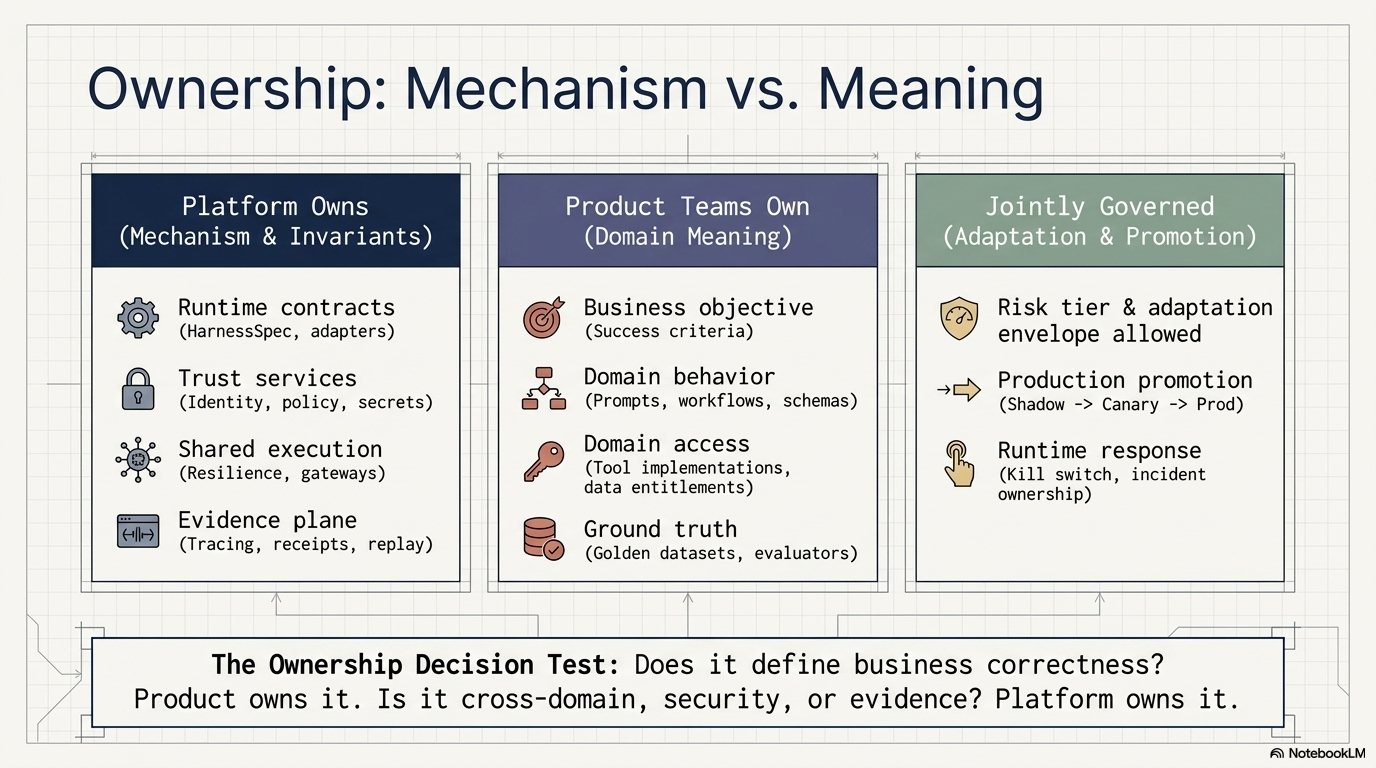 Ownership: Mechanism vs. Meaning
Platform Owns
(Mechanism & Invariants)
Runtime contracts
(HarnessSpec, adapters)
Trust services
(Identity, policy, secrets)
Shared execution
(Resilience, gateways)
Evidence plane
(Tracing, receipts, replay)
Product Teams Own
(Domain Meaning)
Business objective
(Success criteria)
Domain behavior
(Prompts, workflows, schemas)
Domain access
(Tool implementations,
data entitlements)
Ground truth
(Golden datasets, evaluators)
Jointly Governed
(Adaptation & Promotion)
Risk tier & adaptation
envelope allowed
Production promotion
(Shadow -> Canary -> Prod)
Runtime response
(Kill switch, incident
ownership)
The Ownership Decision Test: Does it define business correctness?
Product owns it. Is it cross-domain, security, or evidence? Platform owns it.
NotebookLM